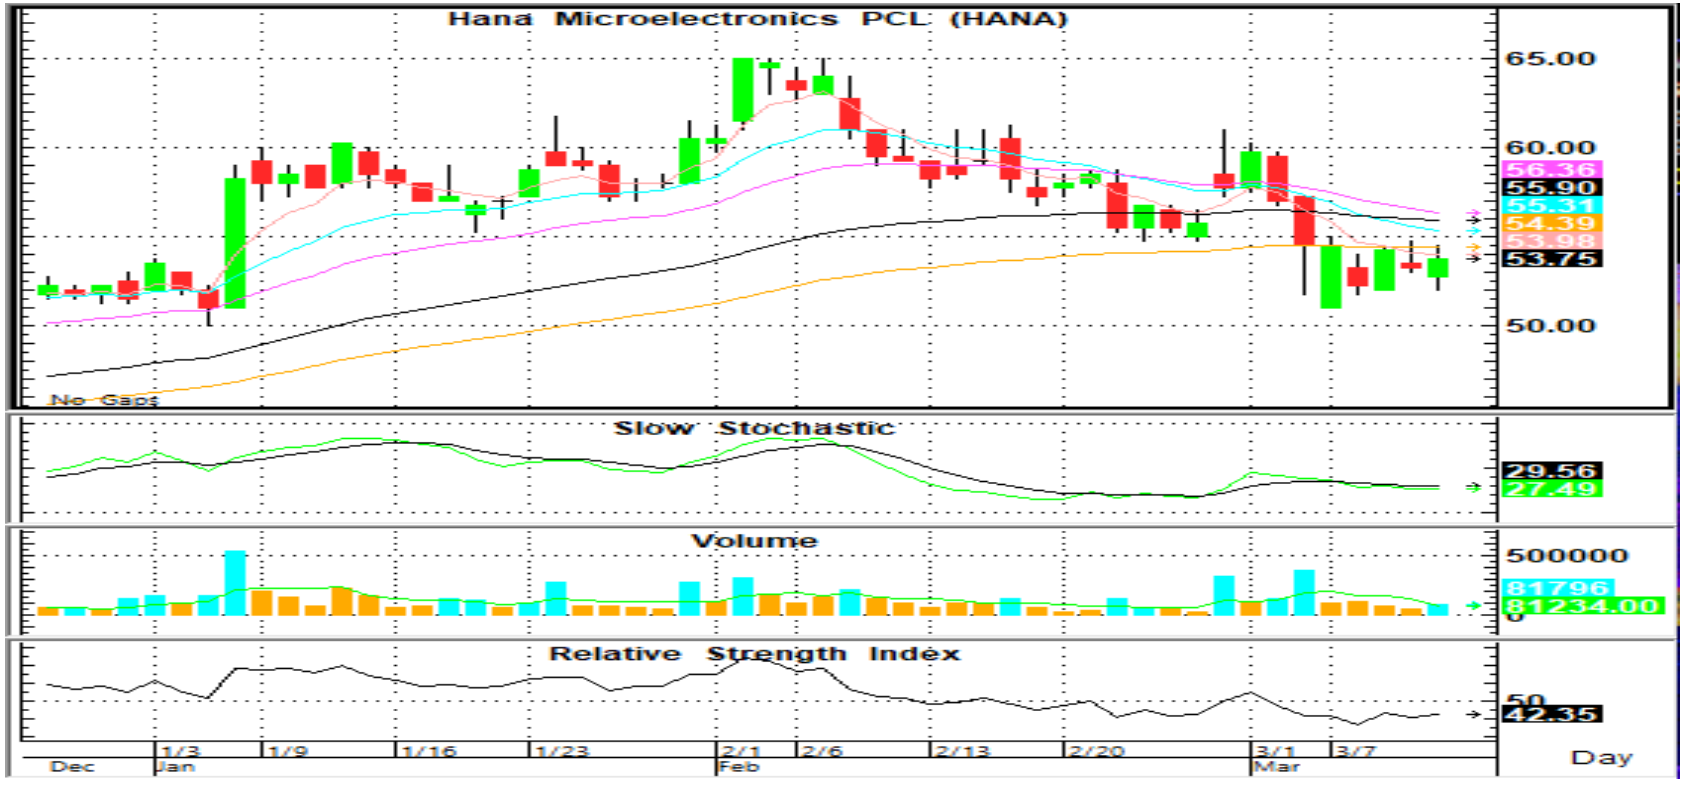 Hana Microelectronics PCL (HANA)
65.00
60.00
56.36
55.90
55.31
54.39
53.98
53.75
50.00
No Gaps
Slow Stochastic
29.56
27.49
Volume
500000
81796
81234.00
0
Relative Strength Index
50
42.35
1/3 1/9 1/16 1/23 2/1 2/6 2/13 2/20 3/1 3/7
Dec Jan Feb Mar
Day